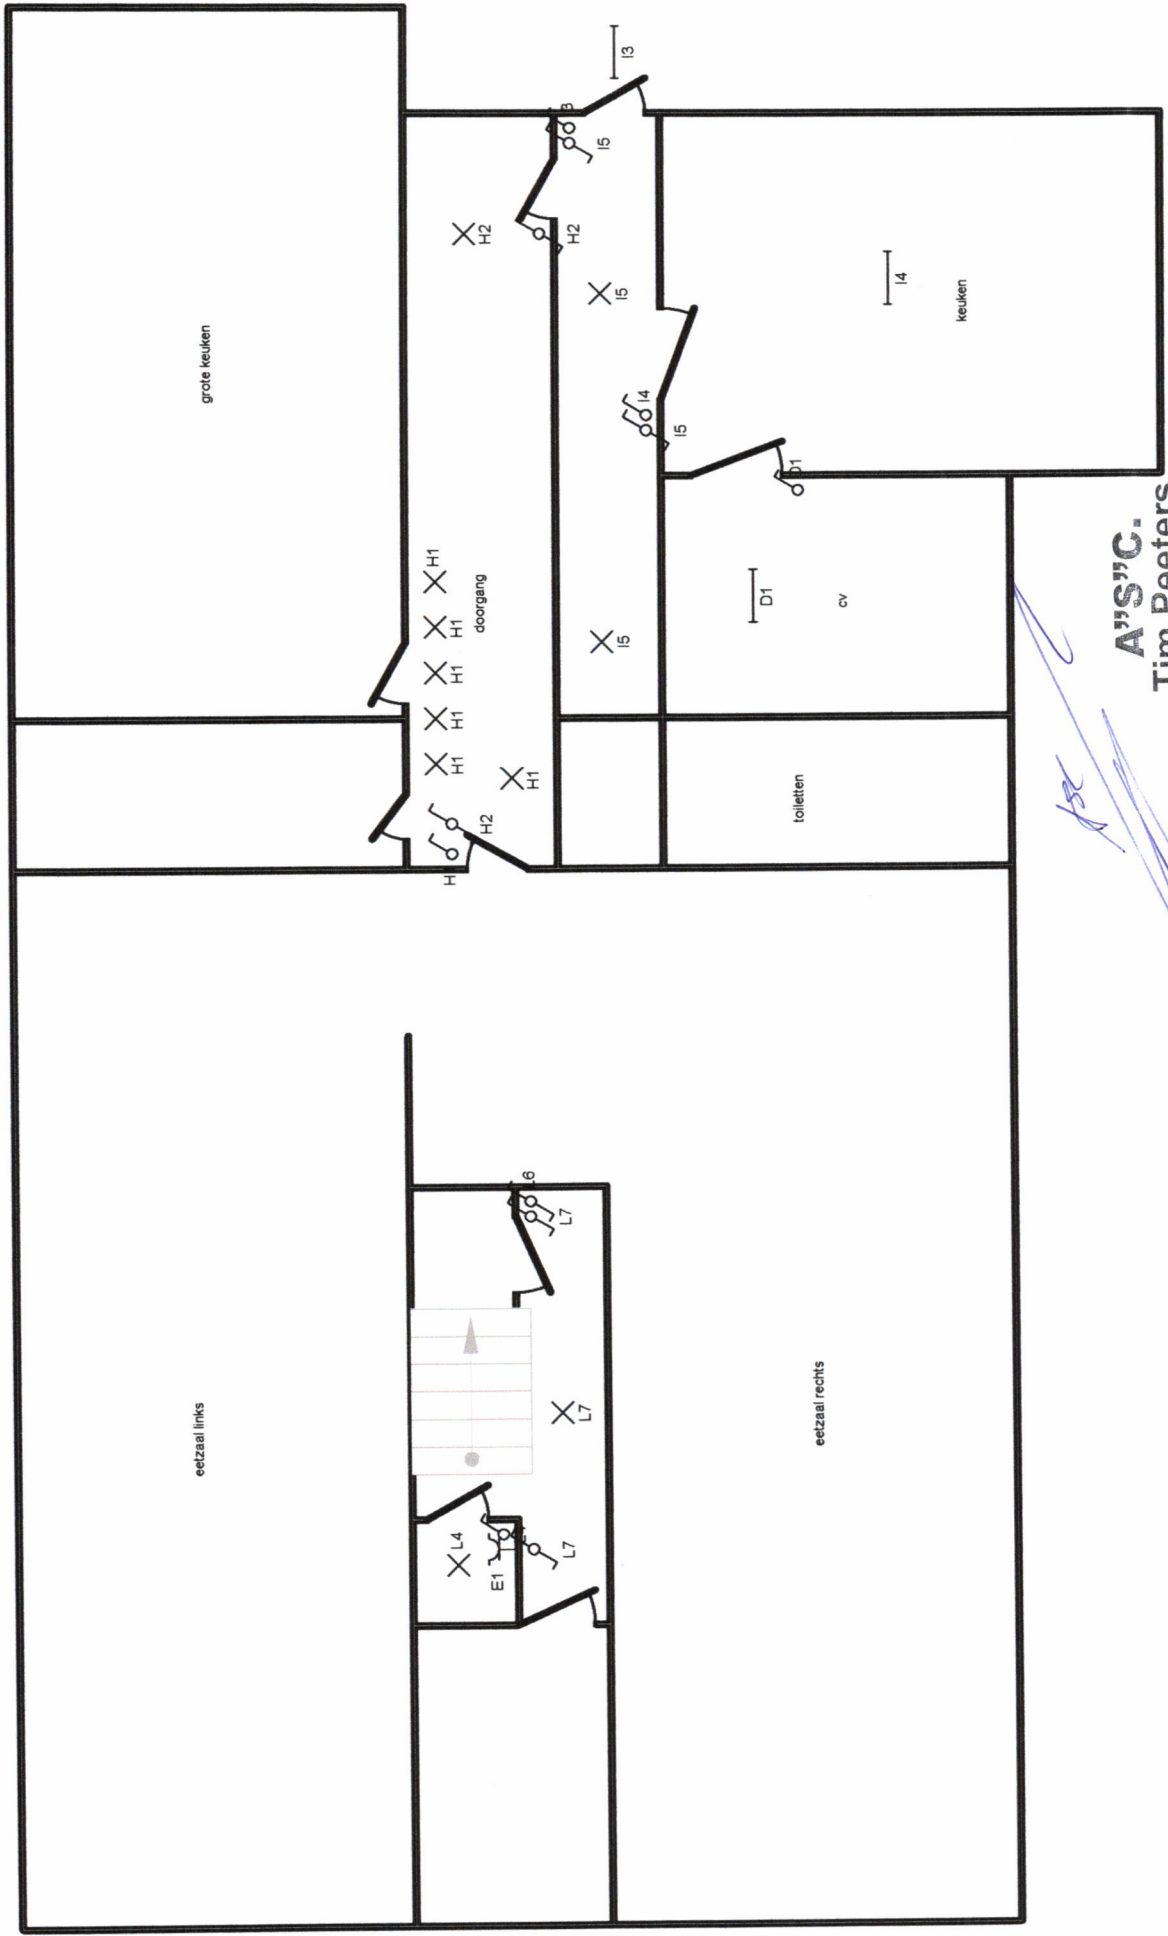 grote keuken
I3
I5
H2
H2
I5
I4
keuken
I4
I5
H1
H1
H1
H1
H1
H1
doorgang
I5
D1
D1
cv
toiletten
H2
H
L6
L7
eetzaal links
L7
eetzaal rechts
L4
E1
L7
A"S"C.
Tim Peeters